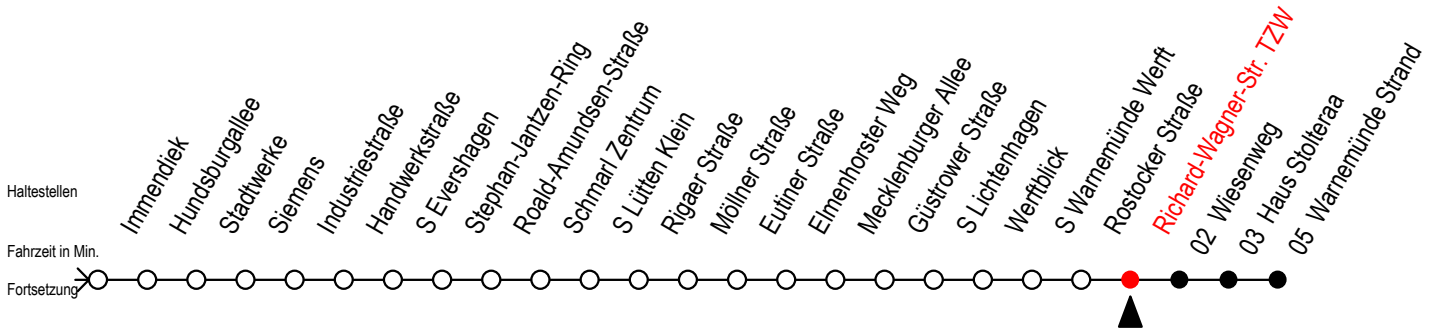 Haltestellen
Immendiek
Hundsburgallee
Stadtwerke
Siemens
Industriestraße
Handwerkstraße
S Evershagen
Stephan-Jantzen-Ring
Roald-Amundsen-Straße
Schmarl Zentrum
S Lütten Klein
Rigaer Straße
Möllner Straße
Eutiner Straße
Elmenhorster Weg
Mecklenburger Allee
Güstrower Straße
S Lichtenhagen
Werftblick
S Warnemünde Werft
Rostocker Straße
Richard-Wagner-Str. TZW
02 Wiesenweg
03 Haus Stolteraa
05 Warnemünde Strand
Fahrzeit in Min.
Fortsetzung